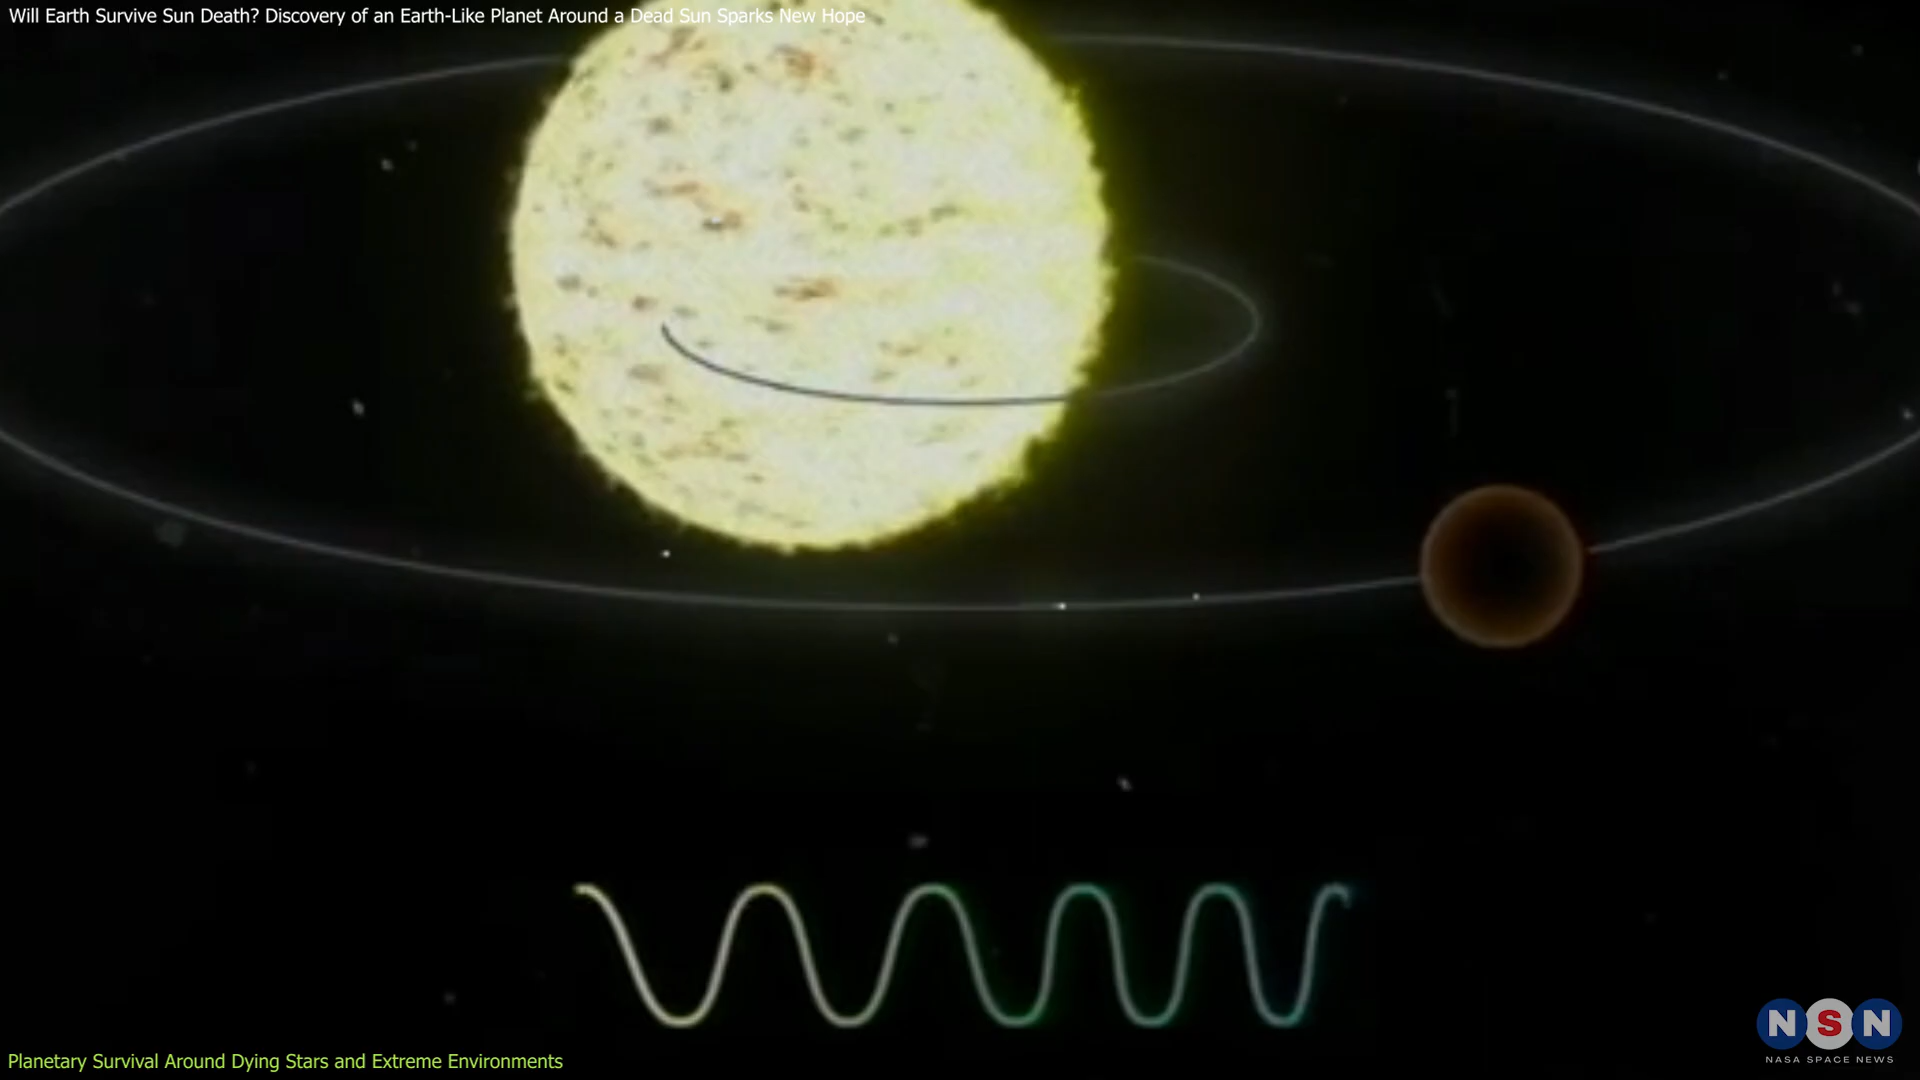 Will Earth Survive Sun Death? Discovery of an Earth-Like Planet Around a Dead Sun Sparks New Hope
Planetary Survival Around Dying Stars and Extreme Environments
NSN
NASA SPACE NEWS